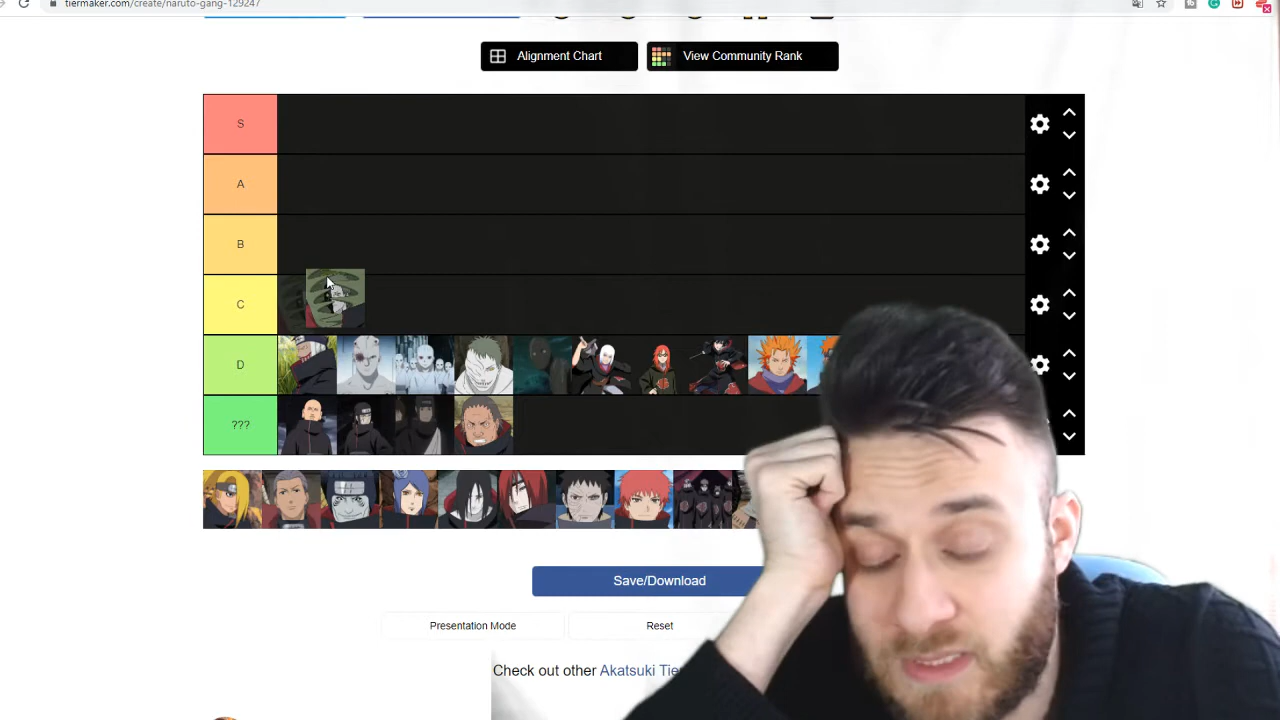 tiermaker.com/create/naruto-gang-129247
Alignment Chart
View Community Rank
S
A
B
C
D
???
Save/Download
Presentation Mode
Reset
Check out other Akatsuki Tie